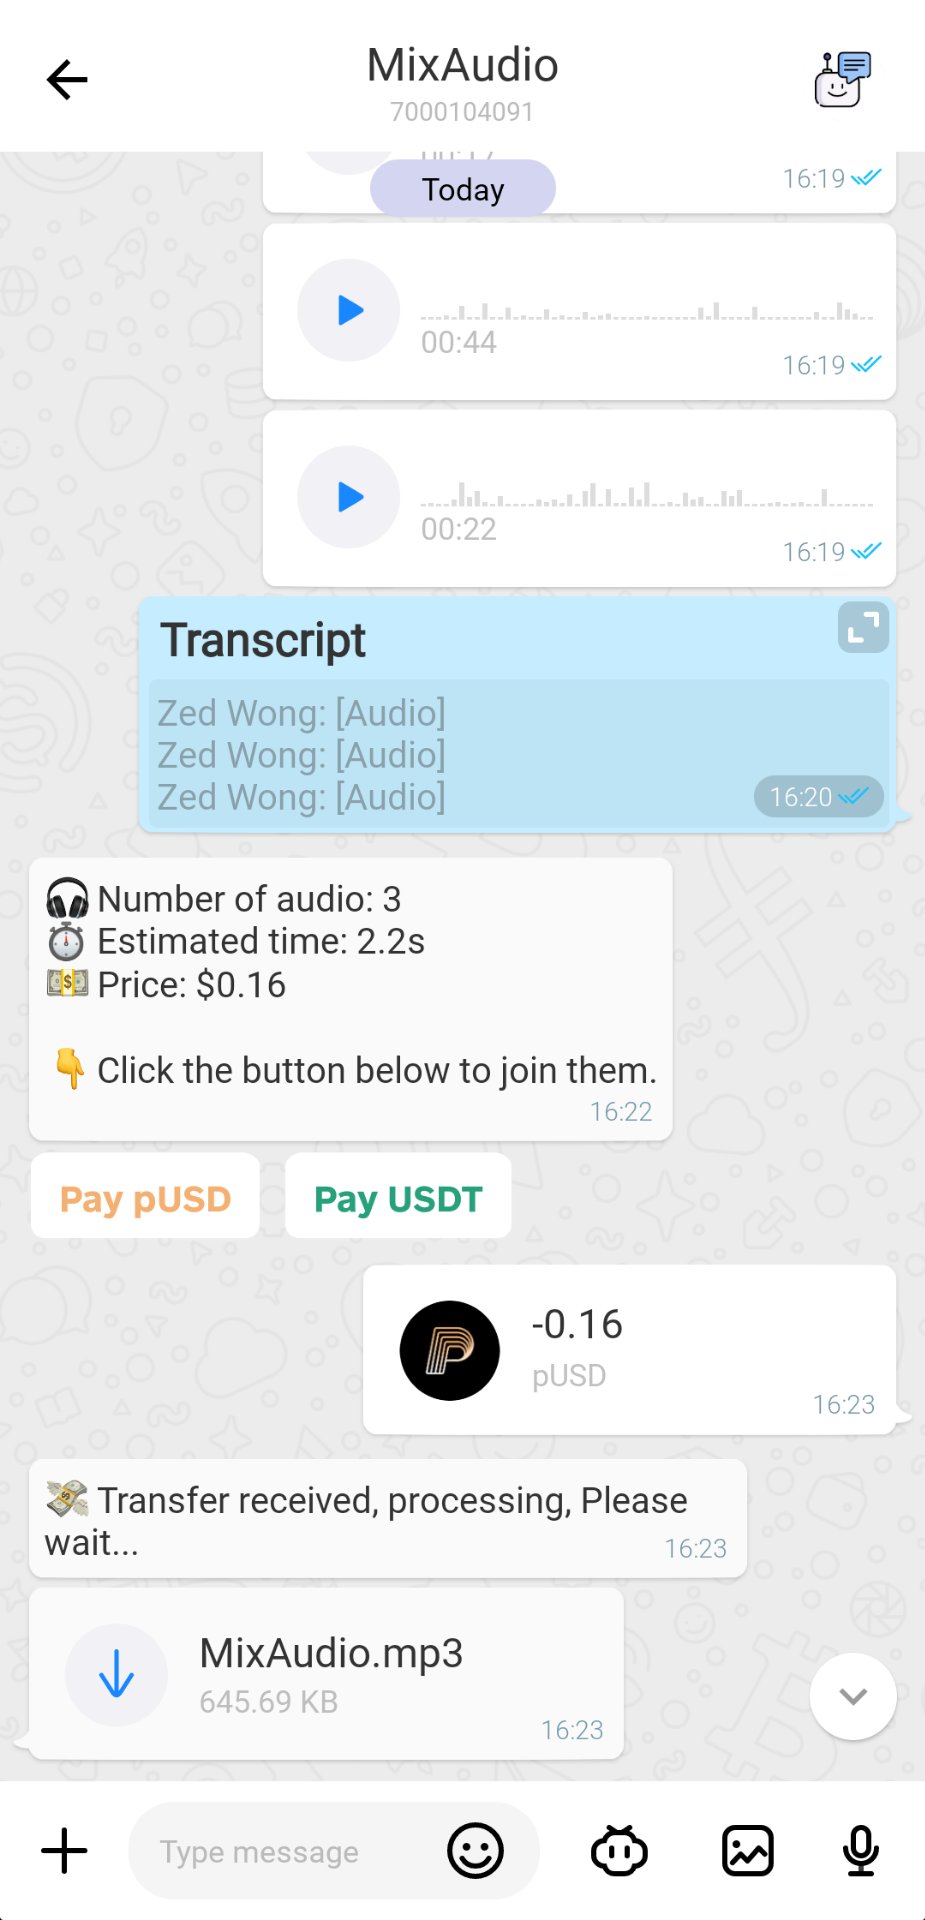 MixAudio
7000104091
16:19
Today
00:44
16:19
00:22
16:19
Transcript
Zed Wong: [Audio]
Zed Wong: [Audio]
Zed Wong: [Audio]
16:20
🎧 Number of audio: 3
⏱️ Estimated time: 2.2s
💵 Price: $0.16
👇 Click the button below to join them.
16:22
Pay pUSD
Pay USDT
-0.16
pUSD
16:23
💸 Transfer received, processing, Please
wait...
16:23
MixAudio.mp3
645.69 KB
16:23
Type message